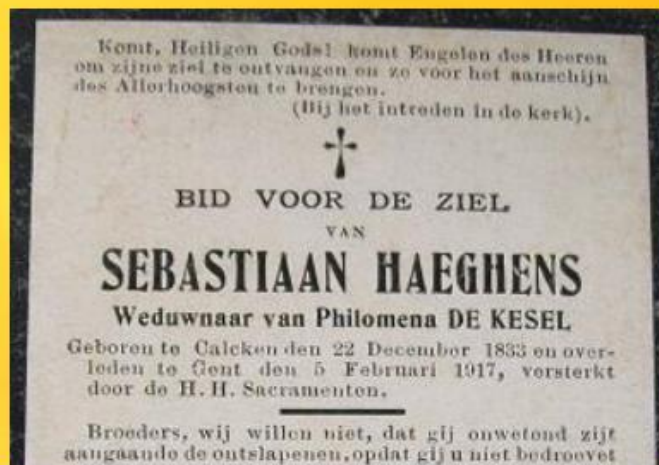 Komt, Heiligen Gods! komt Engelen des Heeren
om zijne ziel te ontvangen en ze voor het aanschijn
des Allerhoogsten te brengen.
(Bij het intreden in de kerk).
BID VOOR DE ZIEL
VAN
SEBASTIAAN HAEGHENS
Weduwnaar van Philomena DE KESEL
Geboren te Calcken den 22 December 1833 en over-
leden te Gent den 5 Februari 1917, versterkt
door de H. H. Sacramenten.
Broeders, wij willen niet, dat gij onwetend zijt
aangaande de ontslapenen, opdat gij u niet bedroevet